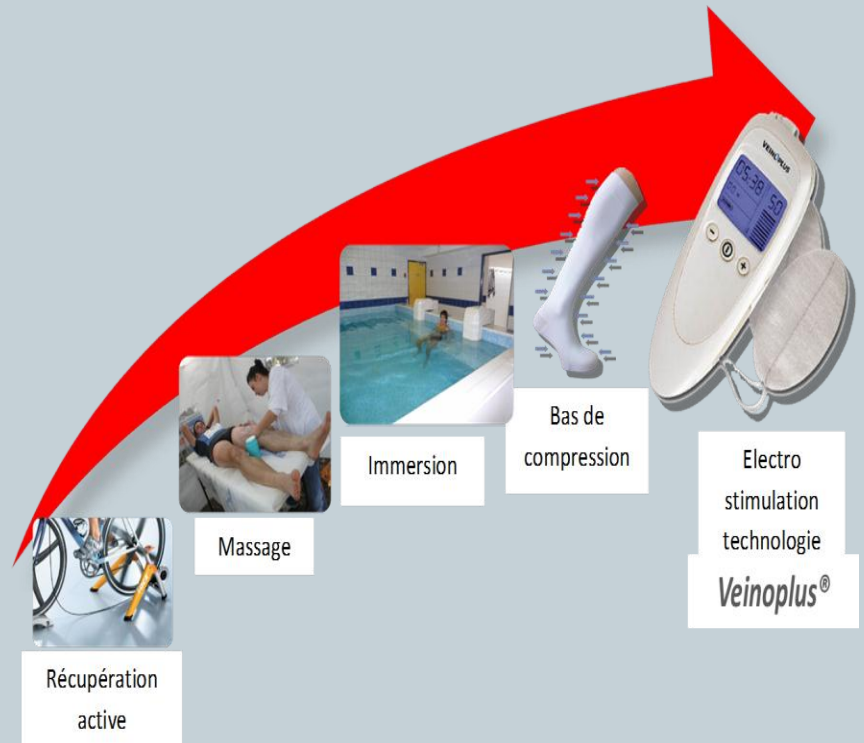 Récupération
active
Massage
Immersion
Bas de
compression
VEINOPLUS
05:38 50
Electro
stimulation
technologie
Veinoplus®